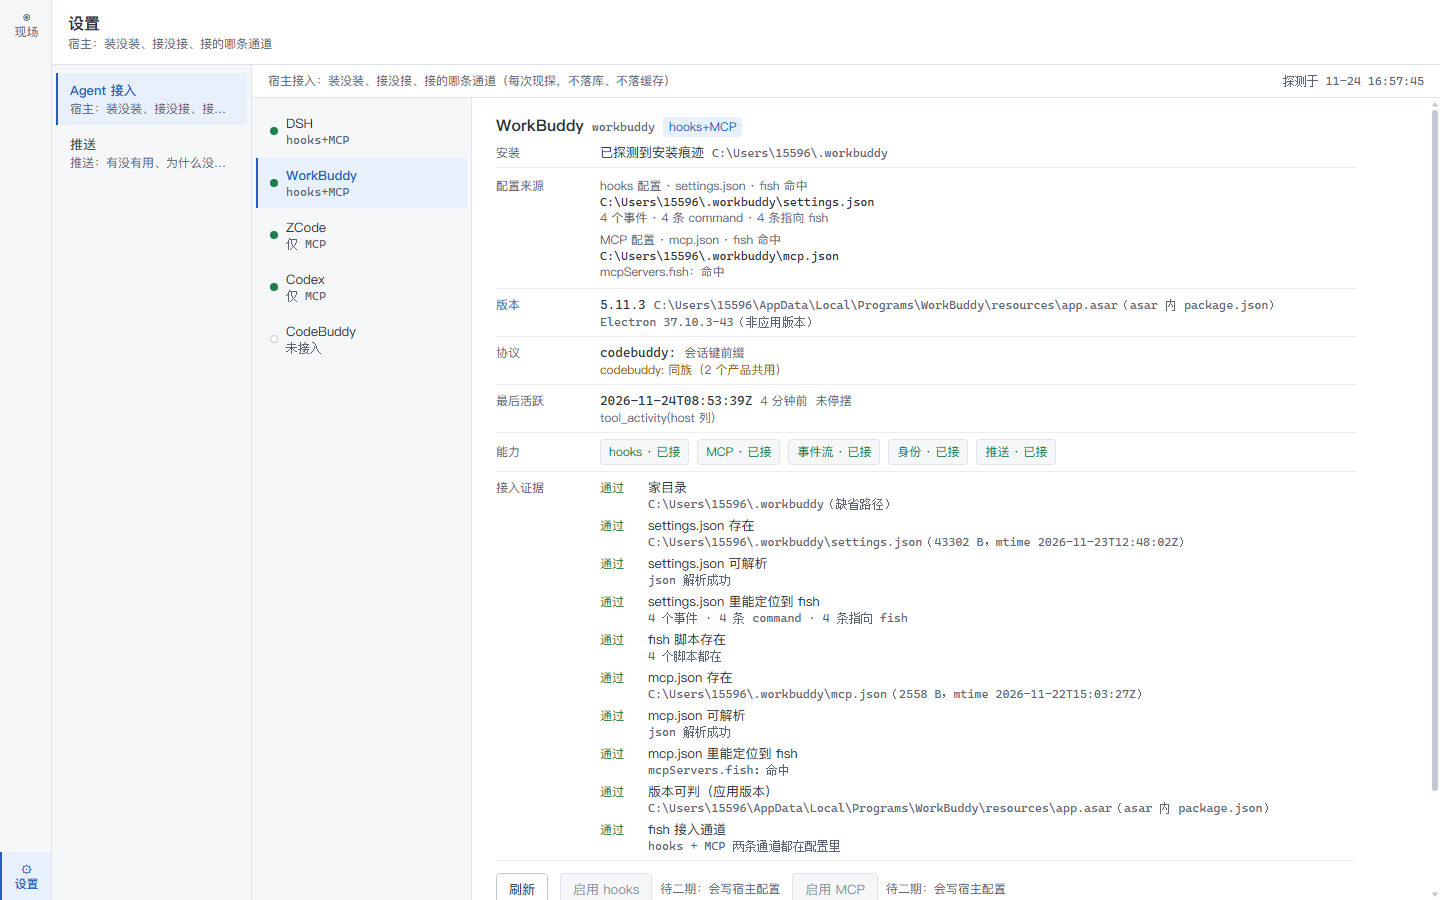 现场
设置
宿主：装没装、接没接、接的哪条通道
Agent 接入
宿主：装没装、接没接、接…
推送
推送：有没有用、为什么没…
设置
宿主接入：装没装、接没接、接的哪条通道（每次现探，不落库、不落缓存）
探测于 11-24 16:57:45
DSH
hooks+MCP
WorkBuddy
hooks+MCP
ZCode
仅 MCP
Codex
仅 MCP
CodeBuddy
未接入
WorkBuddy workbuddy hooks+MCP
安装 已探测到安装痕迹 C:\Users\15596\.workbuddy
配置来源 hooks 配置 · settings.json · fish 命中
C:\Users\15596\.workbuddy\settings.json
4 个事件 · 4 条 command · 4 条指向 fish
MCP 配置 · mcp.json · fish 命中
C:\Users\15596\.workbuddy\mcp.json
mcpServers.fish：命中
版本 5.11.3 C:\Users\15596\AppData\Local\Programs\WorkBuddy\resources\app.asar（asar 内 package.json）
Electron 37.10.3-43（非应用版本）
协议 codebuddy: 会话键前缀
codebuddy: 同族（2 个产品共用）
最后活跃 2026-11-24T08:53:39Z 4 分钟前 未停摆
tool_activity(host 列)
能力 hooks · 已接 MCP · 已接 事件流 · 已接 身份 · 已接 推送 · 已接
接入证据 通过 家目录
C:\Users\15596\.workbuddy（缺省路径）
通过 settings.json 存在
C:\Users\15596\.workbuddy\settings.json（43302 B，mtime 2026-11-23T12:48:02Z）
通过 settings.json 可解析
json 解析成功
通过 settings.json 里能定位到 fish
4 个事件 · 4 条 command · 4 条指向 fish
通过 fish 脚本存在
4 个脚本都在
通过 mcp.json 存在
C:\Users\15596\.workbuddy\mcp.json（2558 B，mtime 2026-11-22T15:03:27Z）
通过 mcp.json 可解析
json 解析成功
通过 mcp.json 里能定位到 fish
mcpServers.fish：命中
通过 版本可判（应用版本）
C:\Users\15596\AppData\Local\Programs\WorkBuddy\resources\app.asar（asar 内 package.json）
通过 fish 接入通道
hooks + MCP 两条通道都在配置里
刷新 启用 hooks 待二期：会写宿主配置 启用 MCP 待二期：会写宿主配置